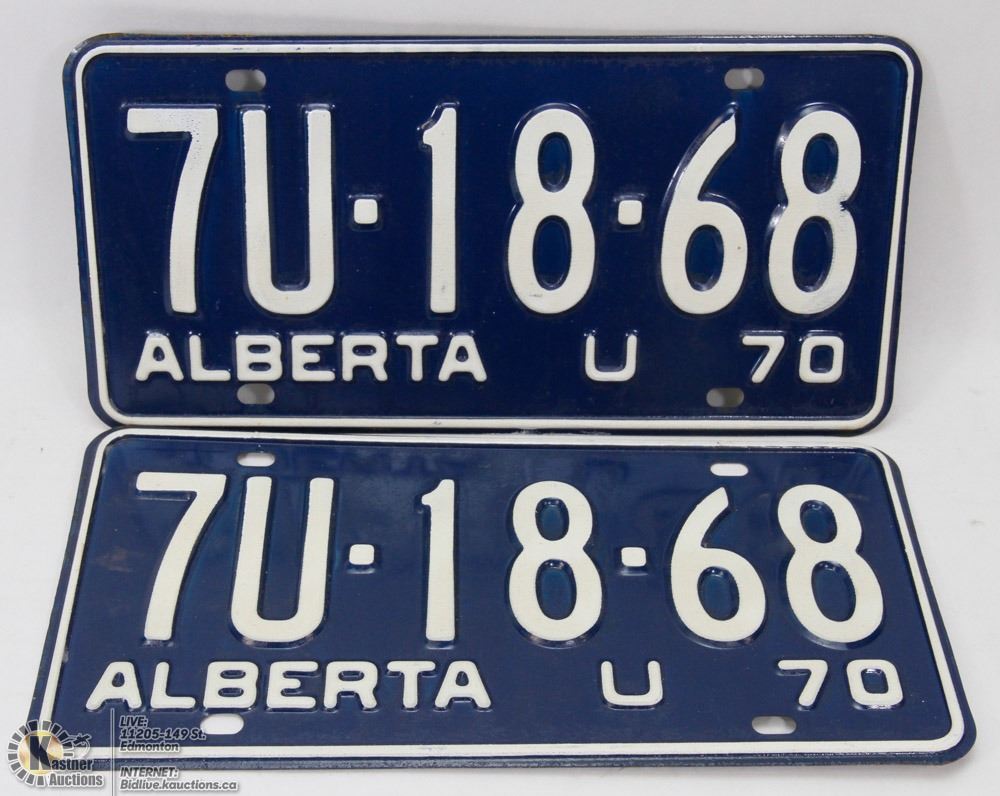 7U·18·68
ALBERTA U 70
7U·18·68
ALBERTA U 70
Kastner
Auctions
LIVE:
11205-149 St.
Edmonton
INTERNET:
Bidlive.kauctions.ca